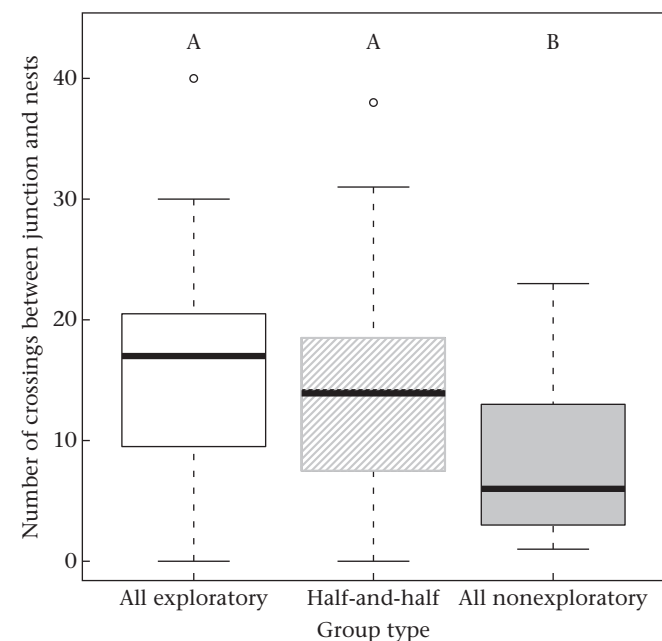 A A B
40
30
20
10
0
Number of crossings between junction and nests
All exploratory Half-and-half All nonexploratory
Group type